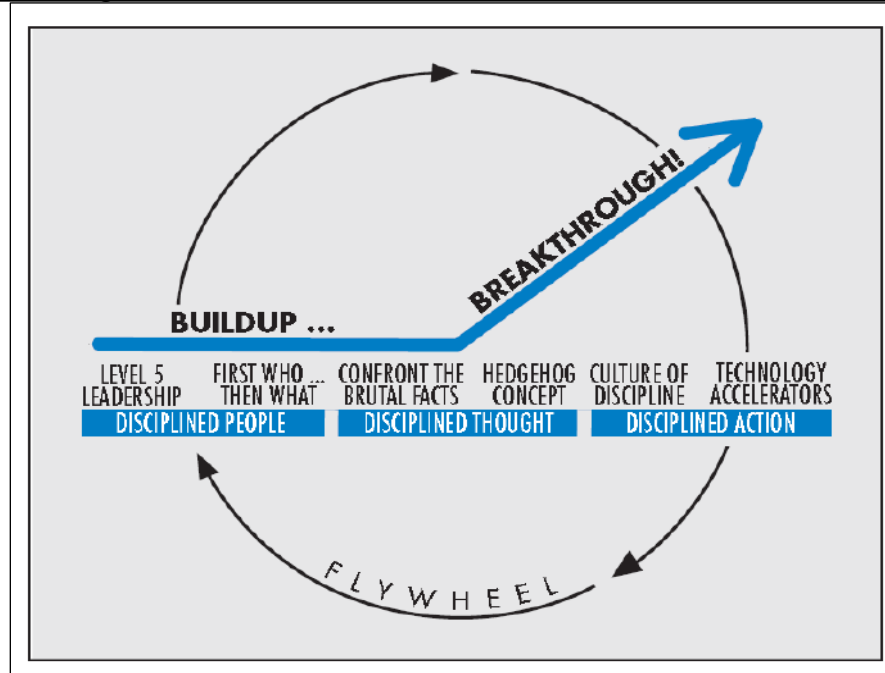 BREAKTHROUGH!
BUILDUP ...
LEVEL 5
LEADERSHIP
FIRST WHO ...
THEN WHAT
CONFRONT THE
BRUTAL FACTS
HEDGEHOG
CONCEPT
CULTURE OF
DISCIPLINE
TECHNOLOGY
ACCELERATORS
DISCIPLINED PEOPLE
DISCIPLINED THOUGHT
DISCIPLINED ACTION
FLYWHEEL